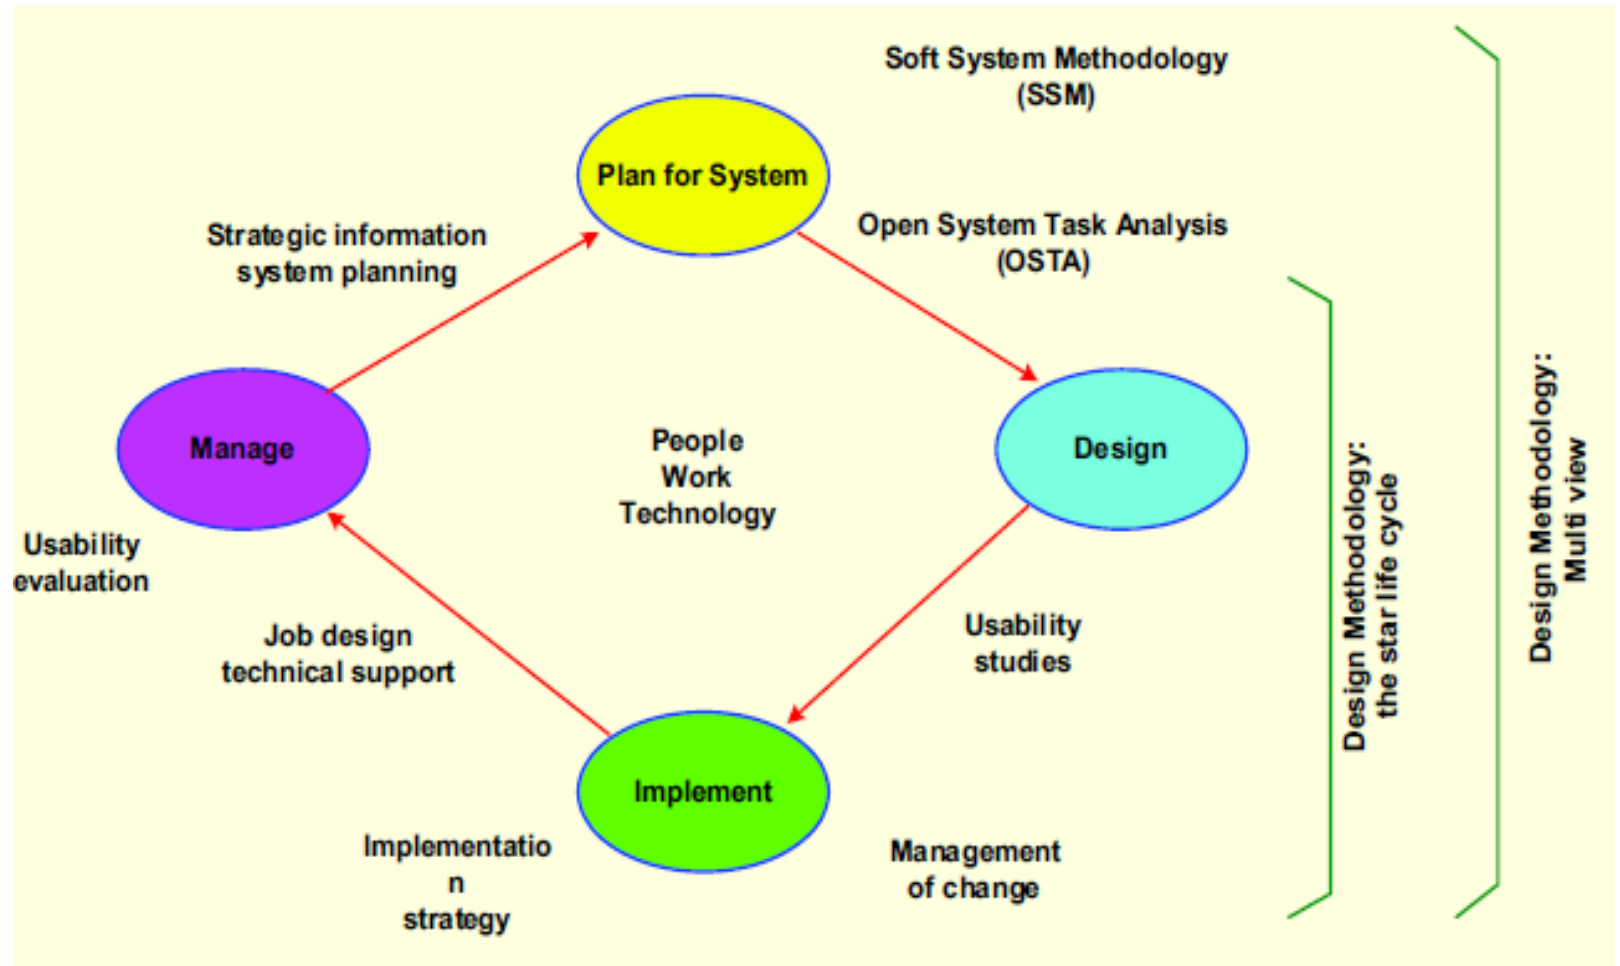 Soft System Methodology
(SSM)
Plan for System
Strategic information
system planning
Open System Task Analysis
(OSTA)
Manage
People
Work
Technology
Design
Usability
evaluation
Job design
technical support
Usability
studies
Implement
Implementatio
n
strategy
Management
of change
Design Methodology:
the star life cycle
Design Methodology:
Multi view